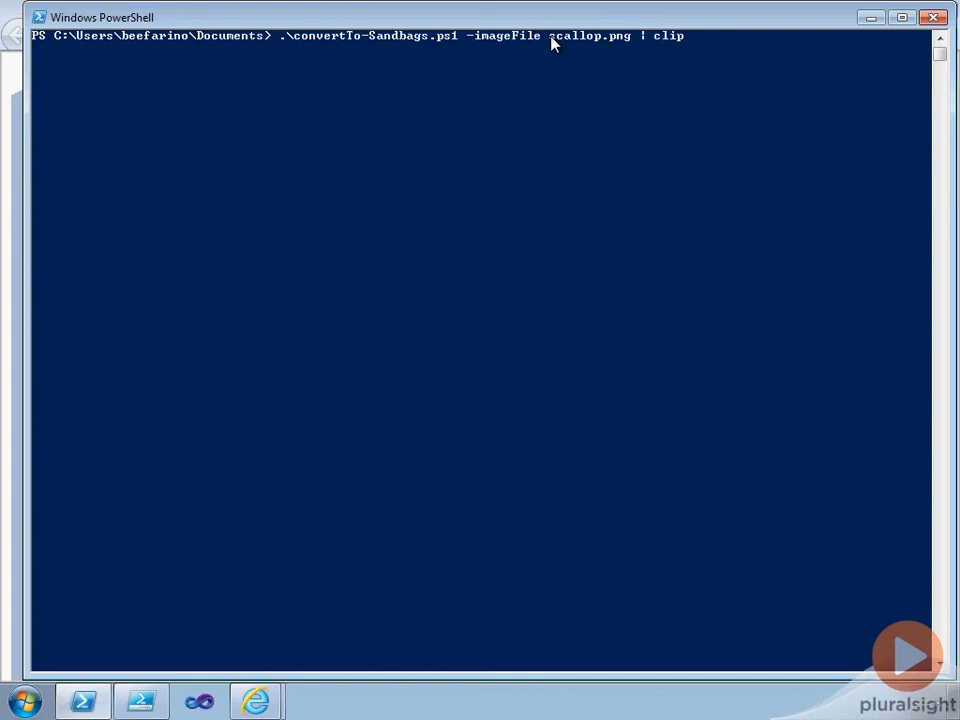 Windows PowerShell
PS C:\Users\beefarino\Documents> .\convertTo-Sandbags.ps1 -imageFile scallop.png | clip
pluralsight